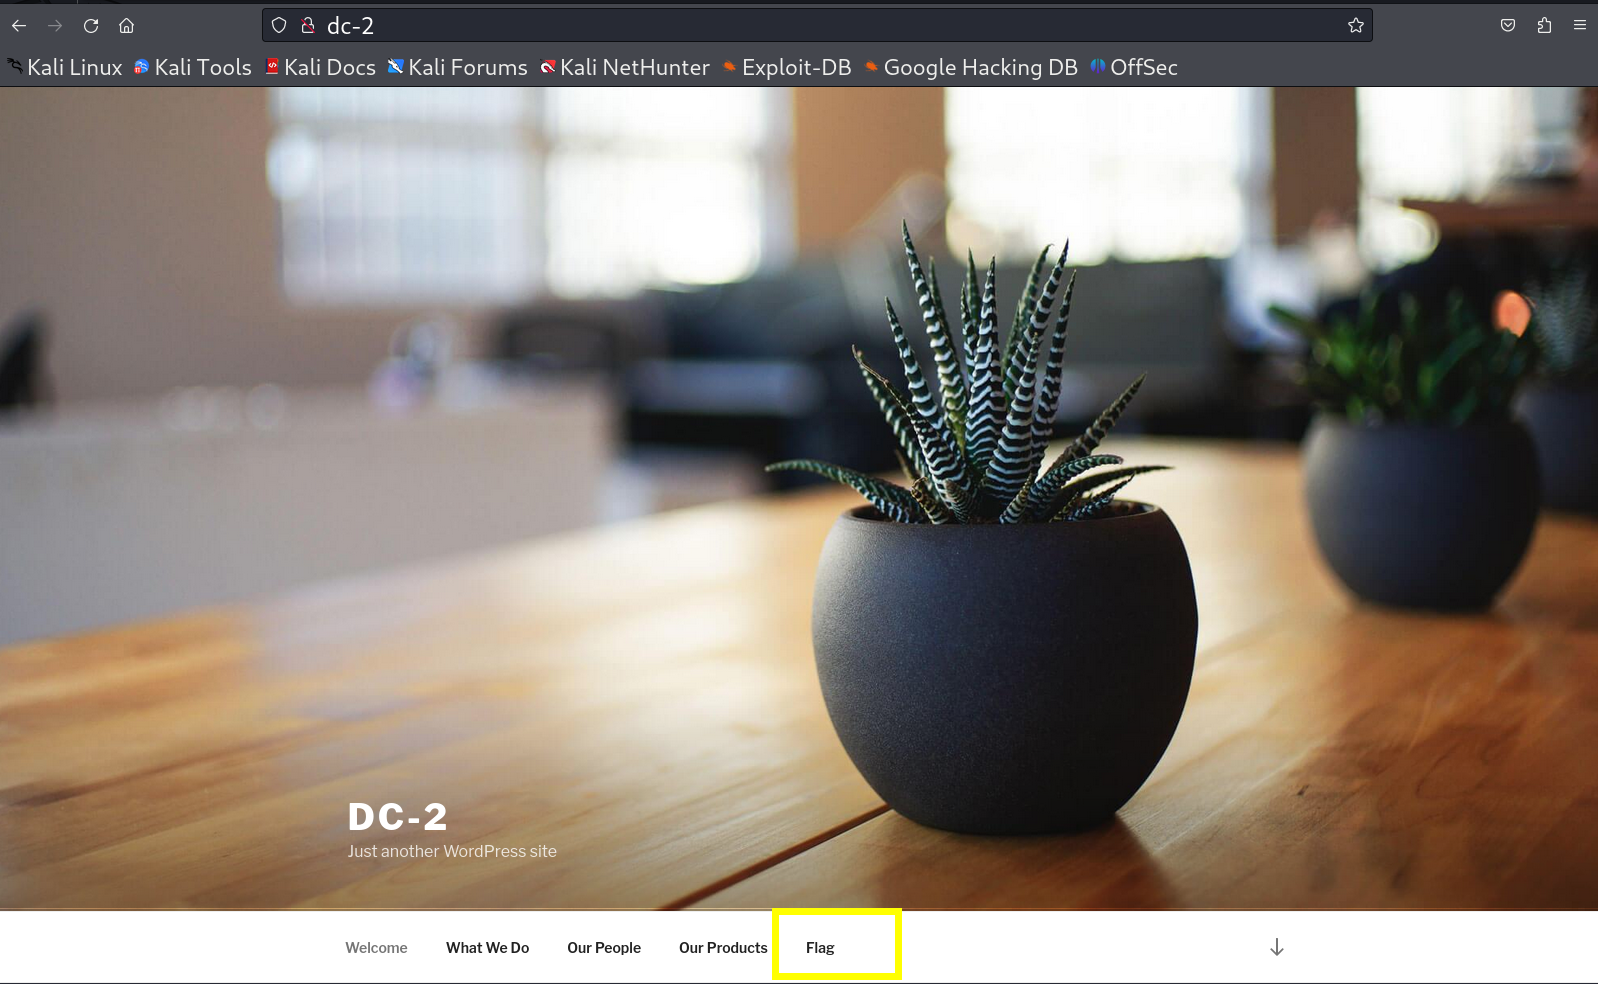 dc-2
Kali Linux Kali Tools Kali Docs Kali Forums Kali NetHunter Exploit-DB Google Hacking DB OffSec
DC-2
Just another WordPress site
Welcome What We Do Our People Our Products Flag